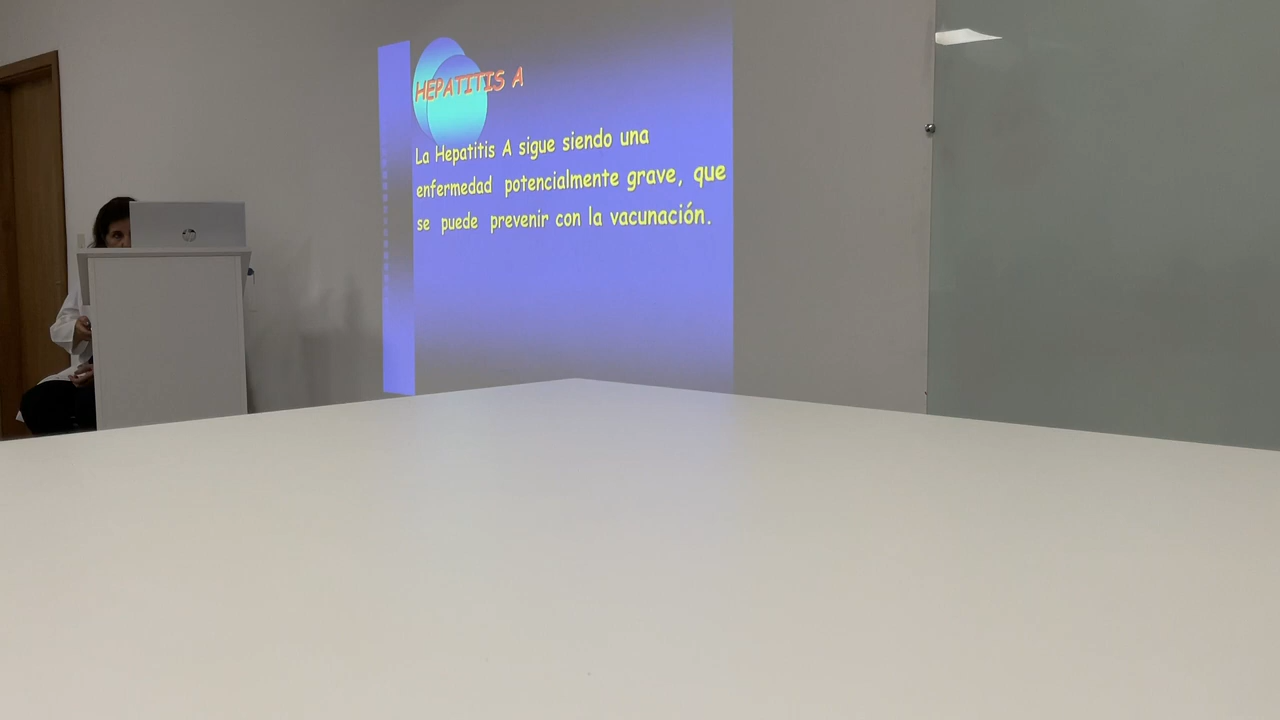 HEPATITIS A
La Hepatitis A sigue siendo una
enfermedad potencialmente grave, que
se puede prevenir con la vacunación.